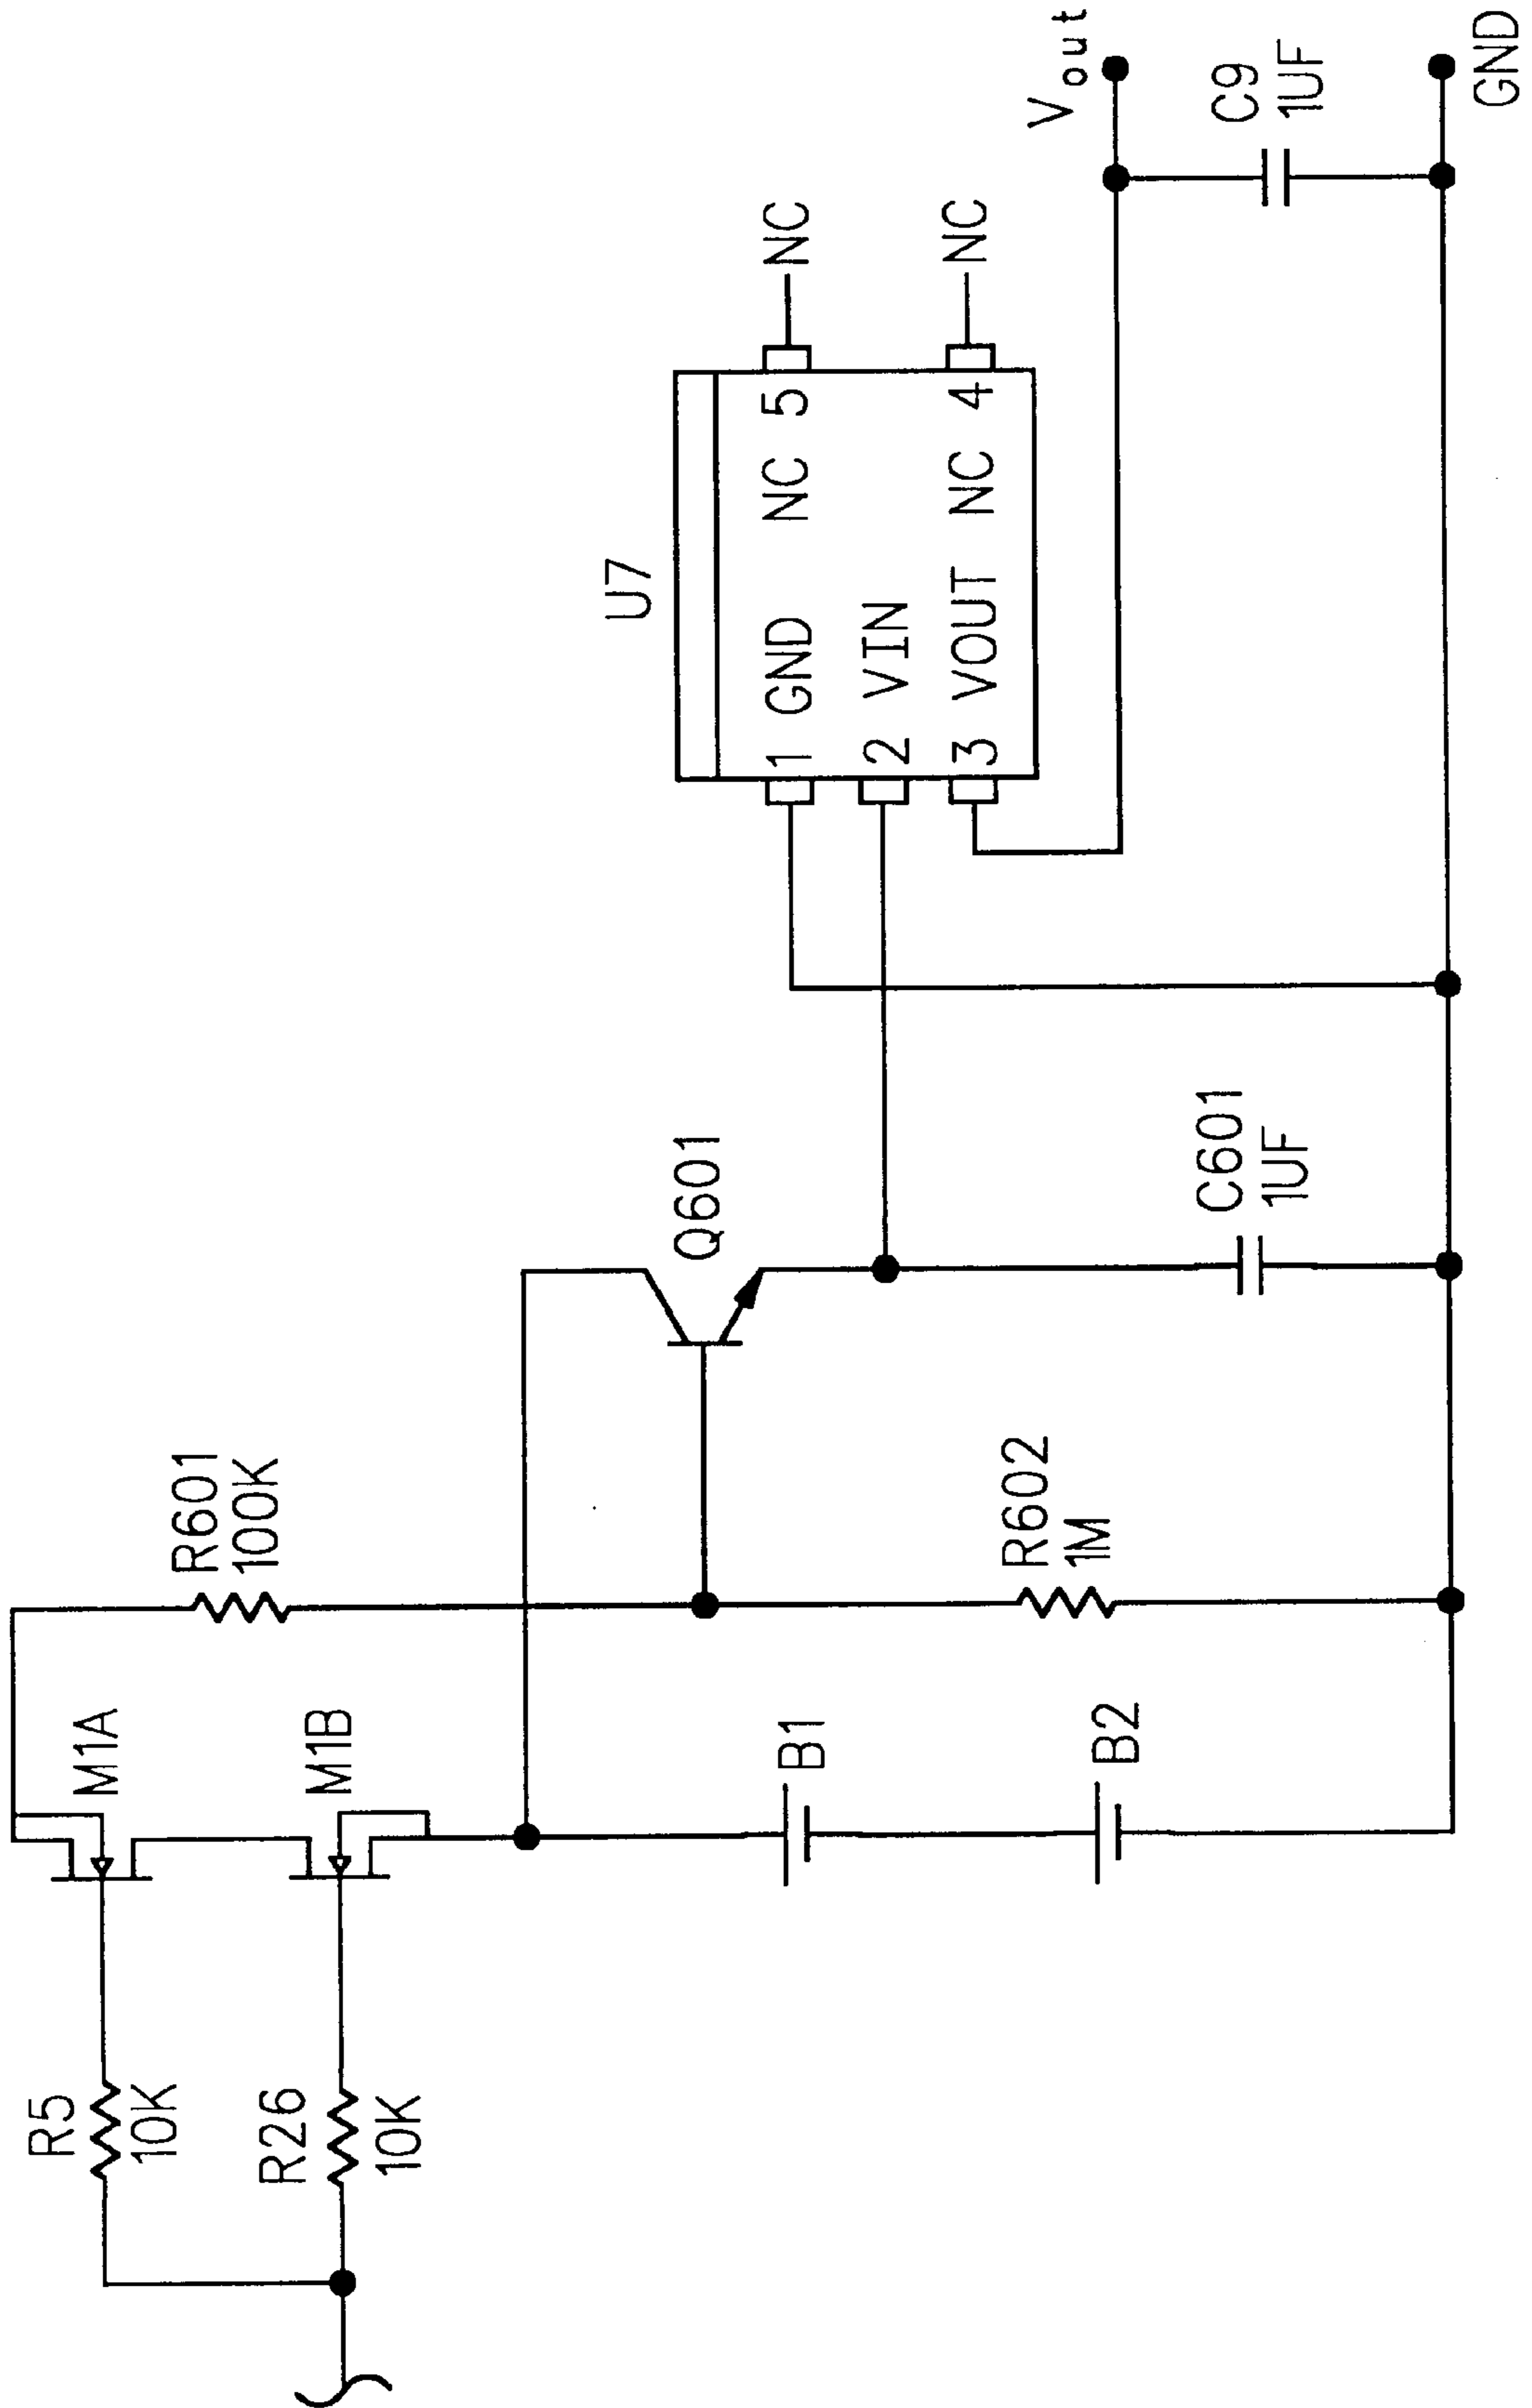 R5
10K
R26
10K
M1A
M1B
R601
100K
B1
B2
R602
1M
Q601
C601
1UF
U7
1 GND NC 5
2 VIN
3 VOUT NC 4
NC
NC
Vout
C9
1UF
GND